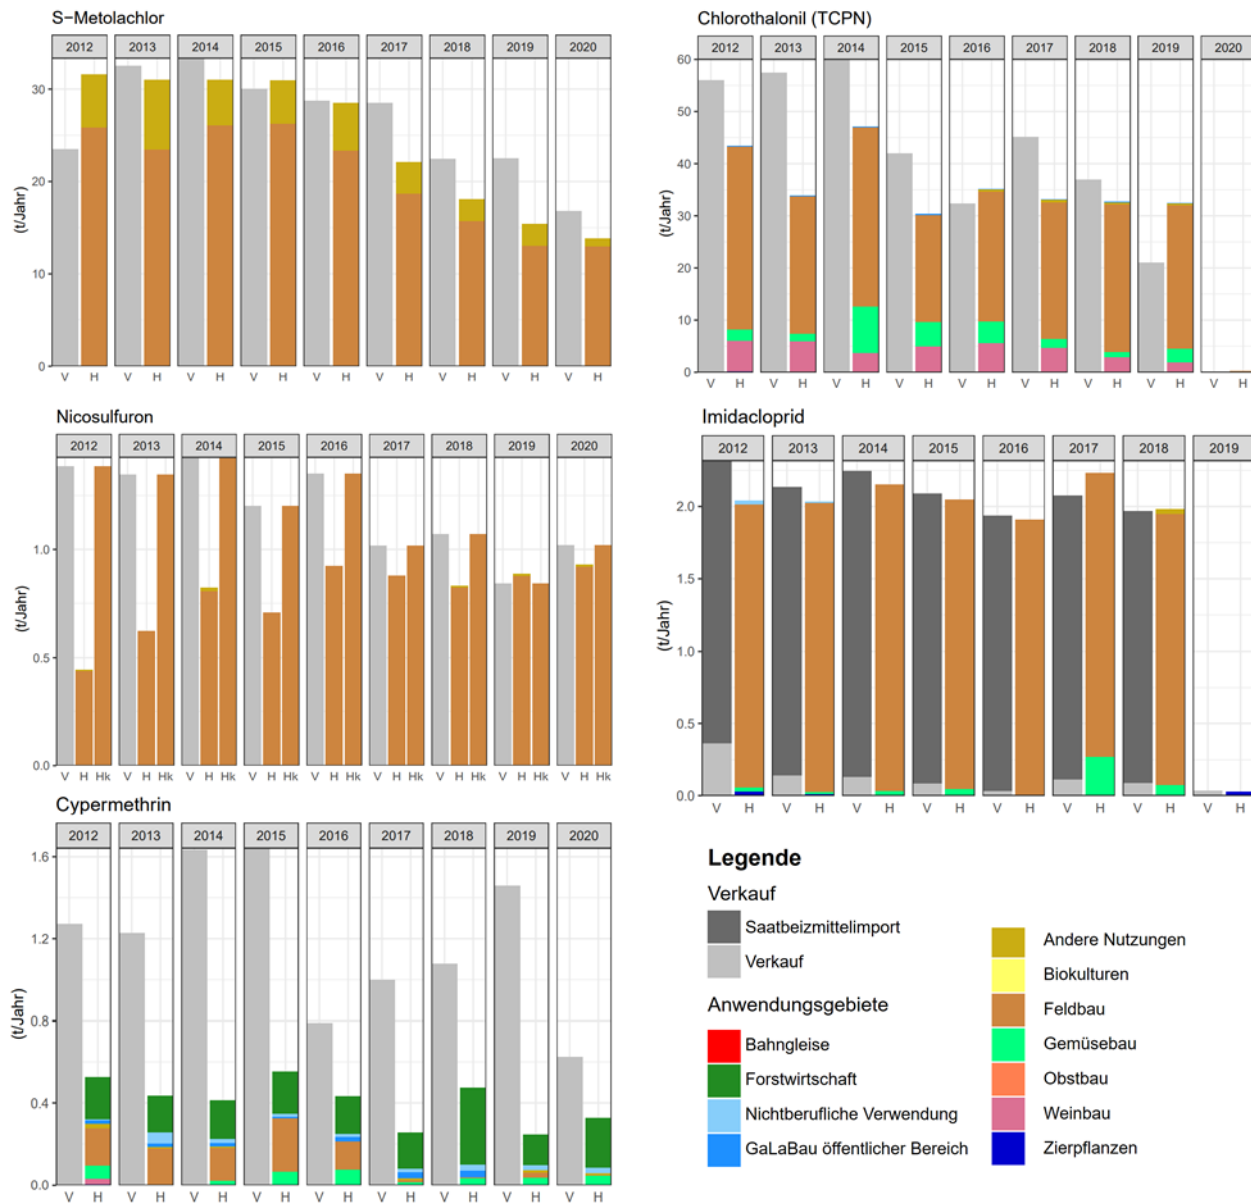 S−Metolachlor
2012 2013 2014 2015 2016 2017 2018 2019 2020
(t/Jahr)
30
20
10
0
V H V H V H V H V H V H V H V H V H
Chlorothalonil (TCPN)
2012 2013 2014 2015 2016 2017 2018 2019 2020
(t/Jahr)
60
50
40
30
20
10
0
V H V H V H V H V H V H V H V H V H
Nicosulfuron
2012 2013 2014 2015 2016 2017 2018 2019 2020
(t/Jahr)
1.0
0.5
0.0
V H Hk V H Hk V H Hk V H Hk V H Hk V H Hk V H Hk V H Hk V H Hk
Imidacloprid
2012 2013 2014 2015 2016 2017 2018 2019
(t/Jahr)
2.0
1.5
1.0
0.5
0.0
V H V H V H V H V H V H V H V H
Cypermethrin
2012 2013 2014 2015 2016 2017 2018 2019 2020
(t/Jahr)
1.6
1.2
0.8
0.4
0.0
V H V H V H V H V H V H V H V H V H
Legende
Verkauf
Saatbeizmittelimport
Verkauf
Anwendungsgebiete
Bahngleise
Forstwirtschaft
Nichtberufliche Verwendung
GaLaBau öffentlicher Bereich
Andere Nutzungen
Biokulturen
Feldbau
Gemüsebau
Obstbau
Weinbau
Zierpflanzen